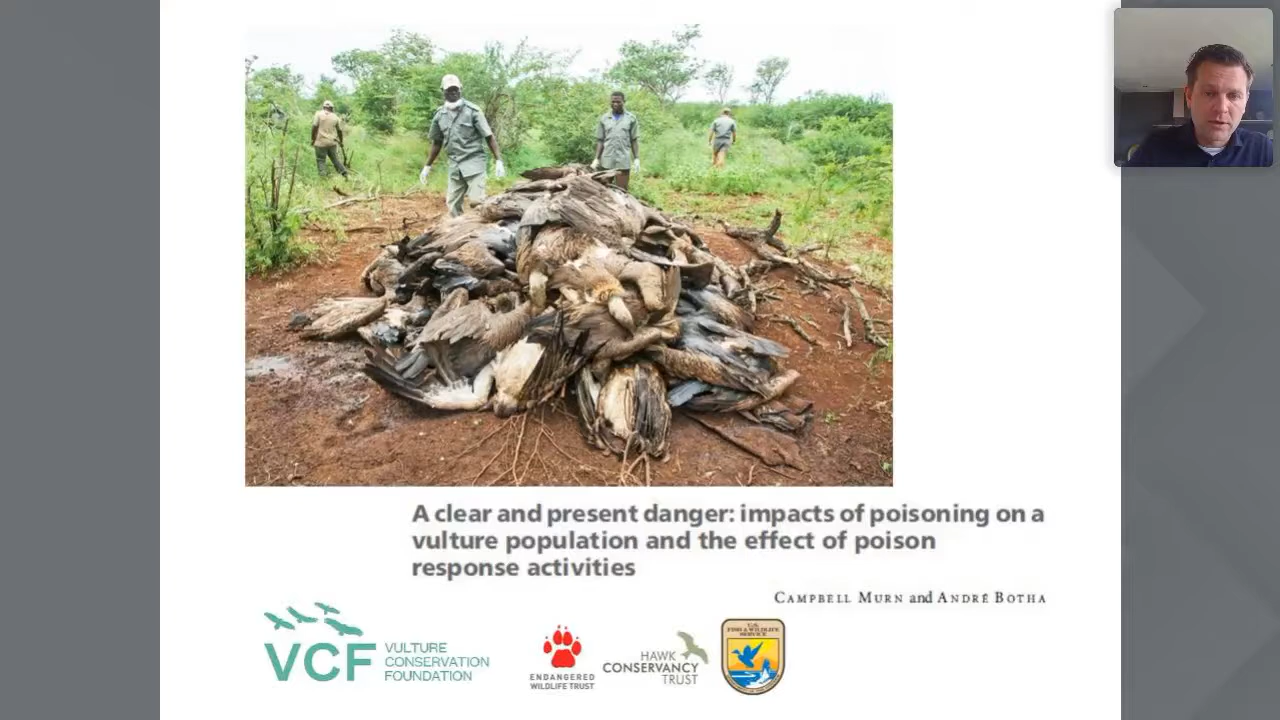 A clear and present danger: impacts of poisoning on a
vulture population and the effect of poison
response activities
CAMPBELL MURN and ANDRÉ BOTHA
VCF VULTURE
CONSERVATION
FOUNDATION
ENDANGERED
WILDLIFE TRUST
HAWK
CONSERVANCY
TRUST
U.S.
FISH & WILDLIFE
SERVICE